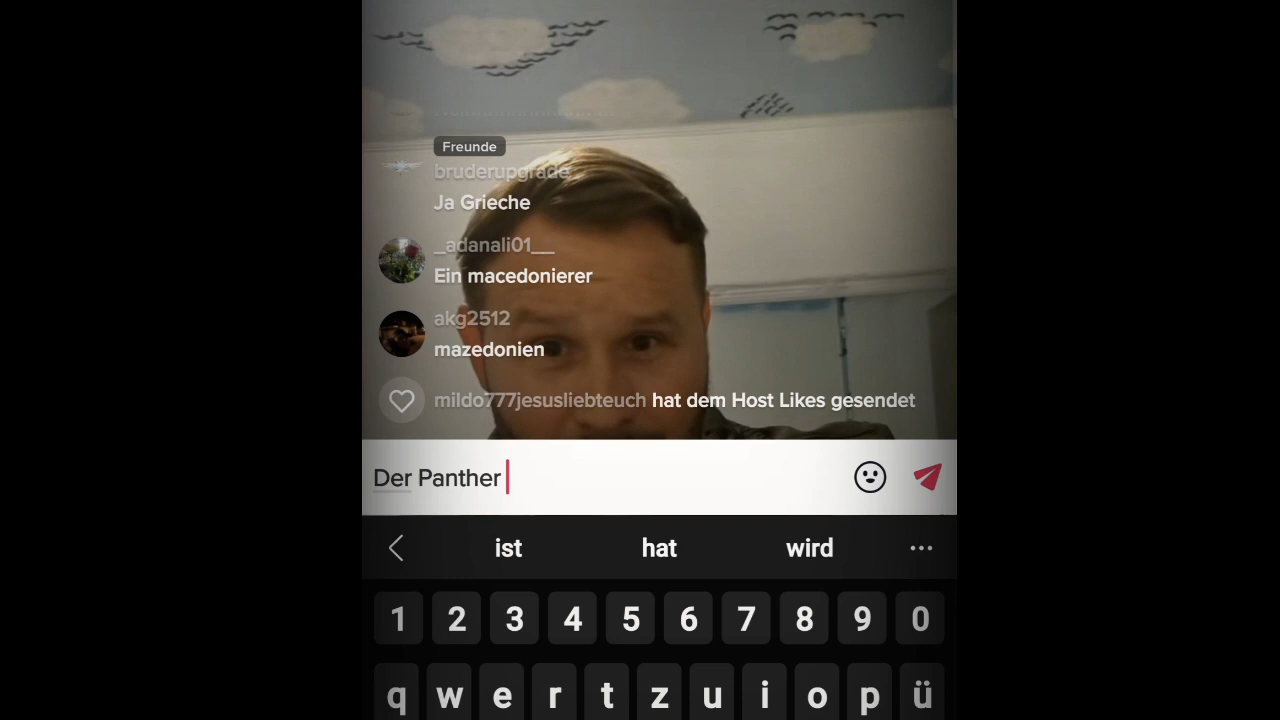 Freunde
bruderupgrade
Ja Grieche
_adanali01__
Ein macedonierer
akg2512
mazedonien
mildo777jesusliebteuch hat dem Host Likes gesendet
Der Panther
ist hat wird
1 2 3 4 5 6 7 8 9 0
q w e r t z u i o p ü